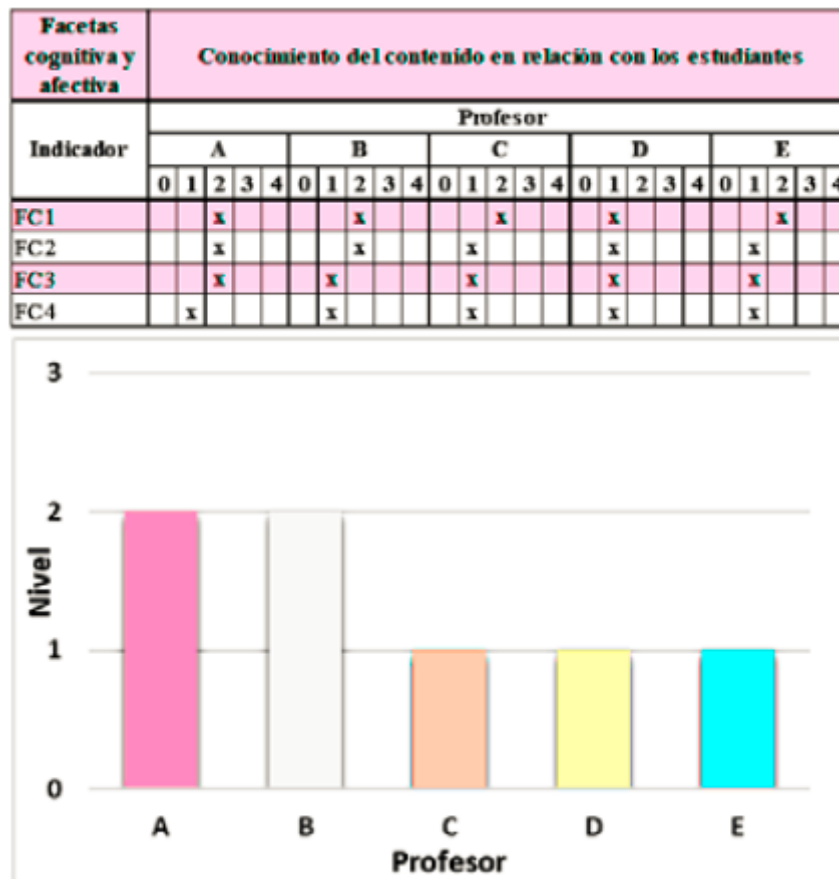 Facetas
cognitiva y
afectiva
Conocimiento del contenido en relación con los estudiantes
Indicador
Profesor
A B C D E
0 1 2 3 4 0 1 2 3 4 0 1 2 3 4 0 1 2 3 4 0 1 2 3 4
FC1 x x x x x
FC2 x x x x x
FC3 x x x x x
FC4 x x x x x
3
2
1
0
Nivel
A B C D E
Profesor